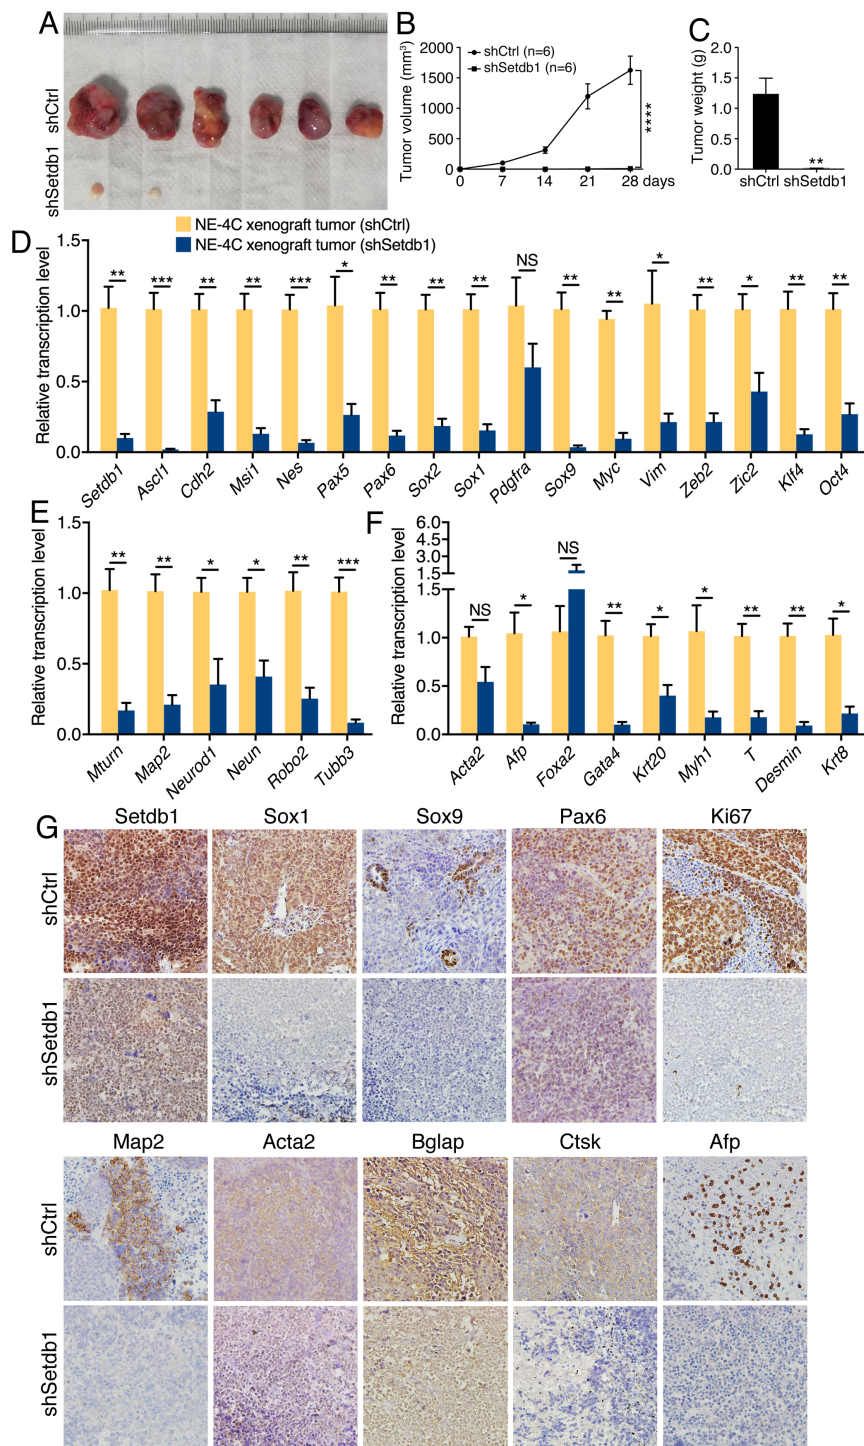 A
shCtrl
shSetdb1
B
Tumor volume (mm³)
2000
1500
1000
500
0
0 7 14 21 28 days
shCtrl (n=6)
shSetdb1 (n=6)
****
C
Tumor weight (g)
2.0
1.5
1.0
0.5
0.0
**
shCtrl shSetdb1
NE-4C xenograft tumor (shCtrl)
NE-4C xenograft tumor (shSetdb1)
D
Relative transcription level
1.5
1.0
0.5
0.0
** *** ** ** *** * ** ** ** NS ** ** * ** * ** **
Setdb1 Ascl1 Cdh2 Msi1 Nes Pax5 Pax6 Sox2 Sox1 Pdgfra Sox9 Myc Vim Zeb2 Zic2 Klf4 Oct4
E
Relative transcription level
1.5
1.0
0.5
0.0
** ** * * ** ***
Mturn Map2 Neurod1 Neun Robo2 Tubb3
F
Relative transcription level
6.0
4.5
3.0
1.5
1.5
1.0
0.5
0.0
NS * NS ** * * ** ** *
Acta2 Afp Foxa2 Gata4 Krt20 Myh1 T Desmin Krt8
G
Setdb1 Sox1 Sox9 Pax6 Ki67
shCtrl
shSetdb1
Map2 Acta2 Bglap Ctsk Afp
shCtrl
shSetdb1